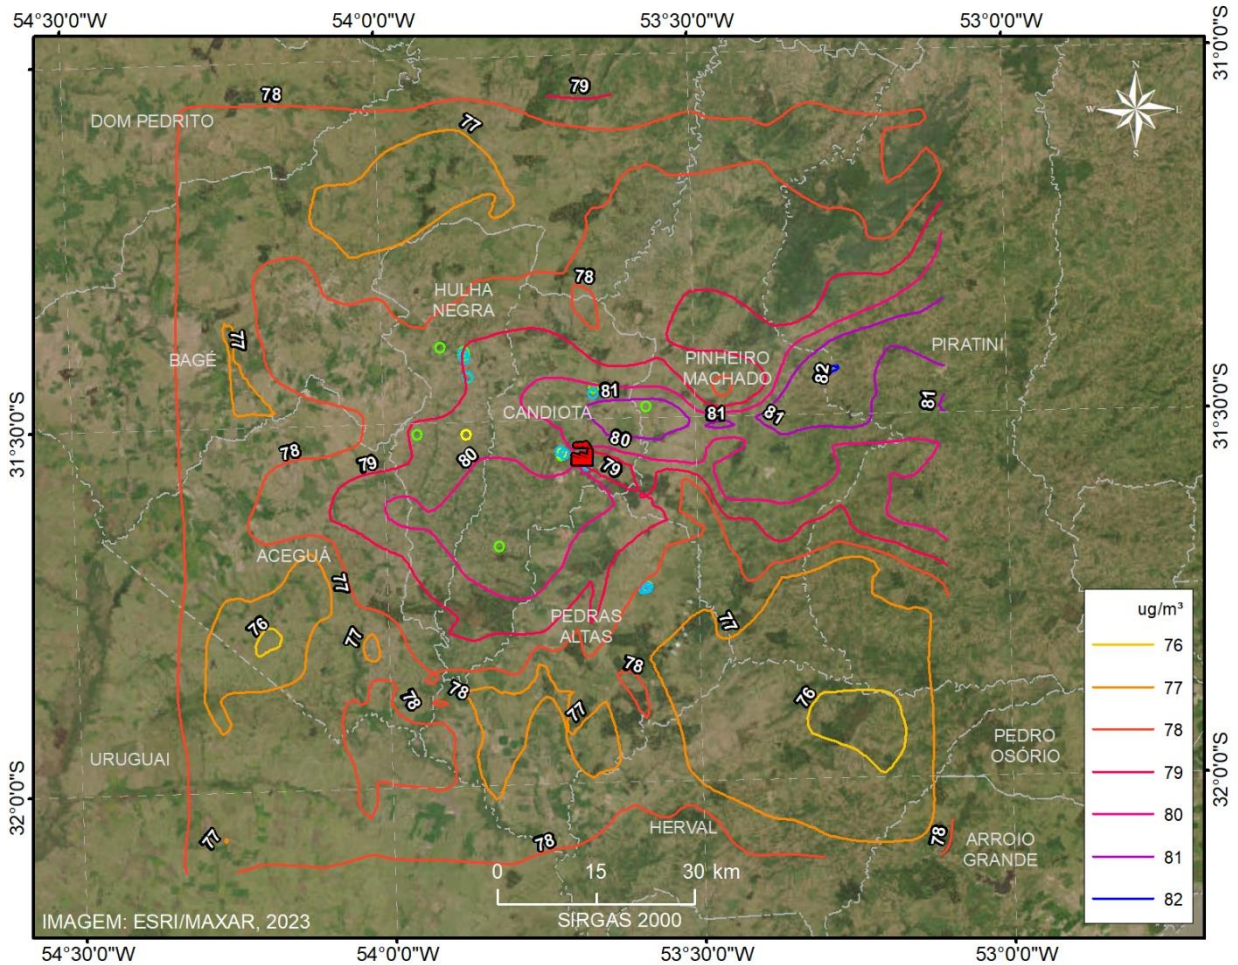 54°30'0"W
54°0'0"W
53°30'0"W
53°0'0"W
31°0'0"S
78
79
N
W
E
S
DOM PEDRITO
77
78
HULHA
NEGRA
77
BAGÉ
PINHEIRO
MACHADO
PIRATINI
82
81
81
CANDIOTA
81
81
31°30'0"S
31°30'0"S
80
78
79
80
79
ACEGUÁ
77
PEDRAS
ALTAS
77
76
77
78
78
78
77
76
PEDRO
OSÓRIO
URUGUAI
32°0'0"S
32°0'0"S
77
78
HERVAL
78
ARROIO
GRANDE
0
15
30 km
SIRGAS 2000
IMAGEM: ESRI/MAXAR, 2023
ug/m³
76
77
78
79
80
81
82
54°30'0"W
54°0'0"W
53°30'0"W
53°0'0"W